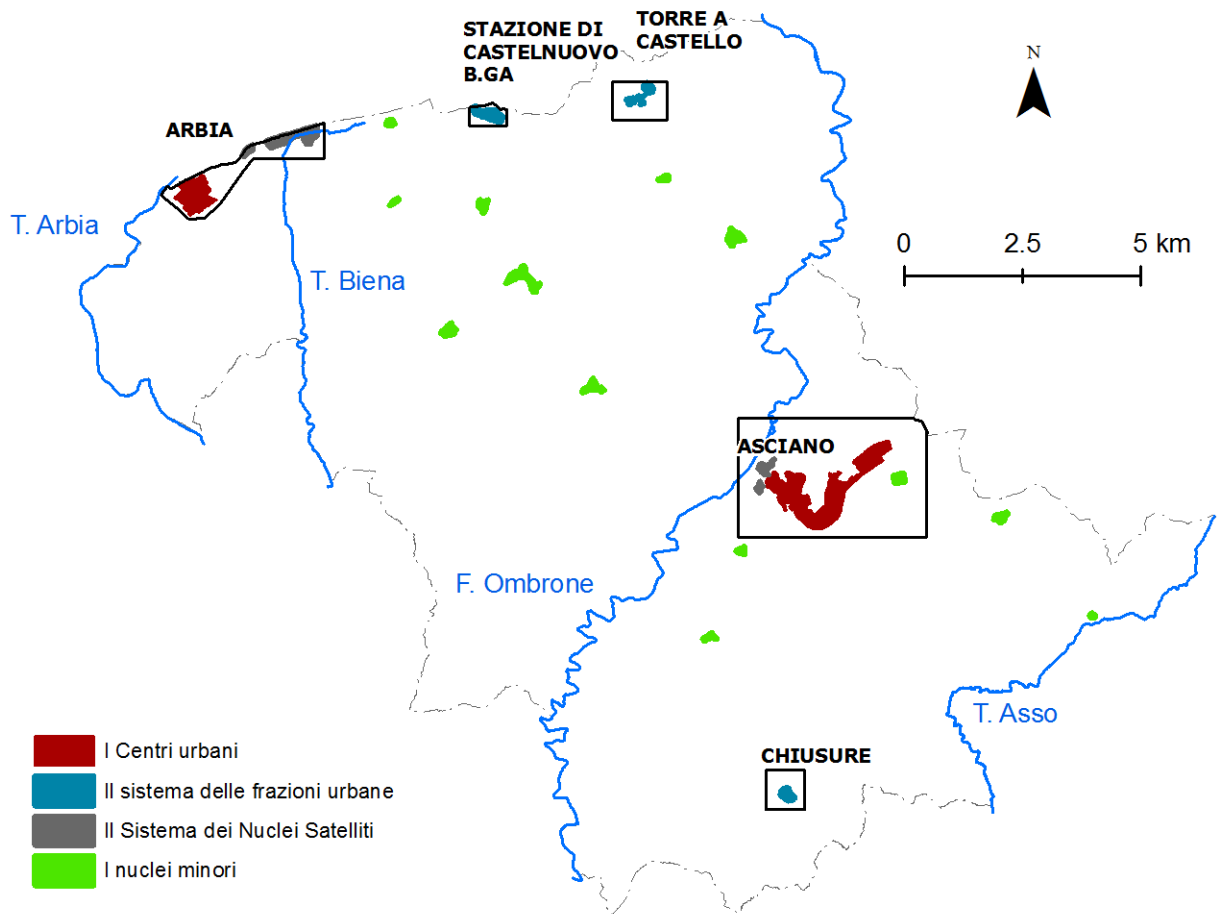 TORRE A
CASTELLO
STAZIONE DI
CASTELNUOVO
B.GA
N
ARBIA
T. Arbia
T. Biena
0 2.5 5 km
ASCIANO
F. Ombrone
T. Asso
CHIUSURE
I Centri urbani
Il sistema delle frazioni urbane
Il Sistema dei Nuclei Satelliti
I nuclei minori